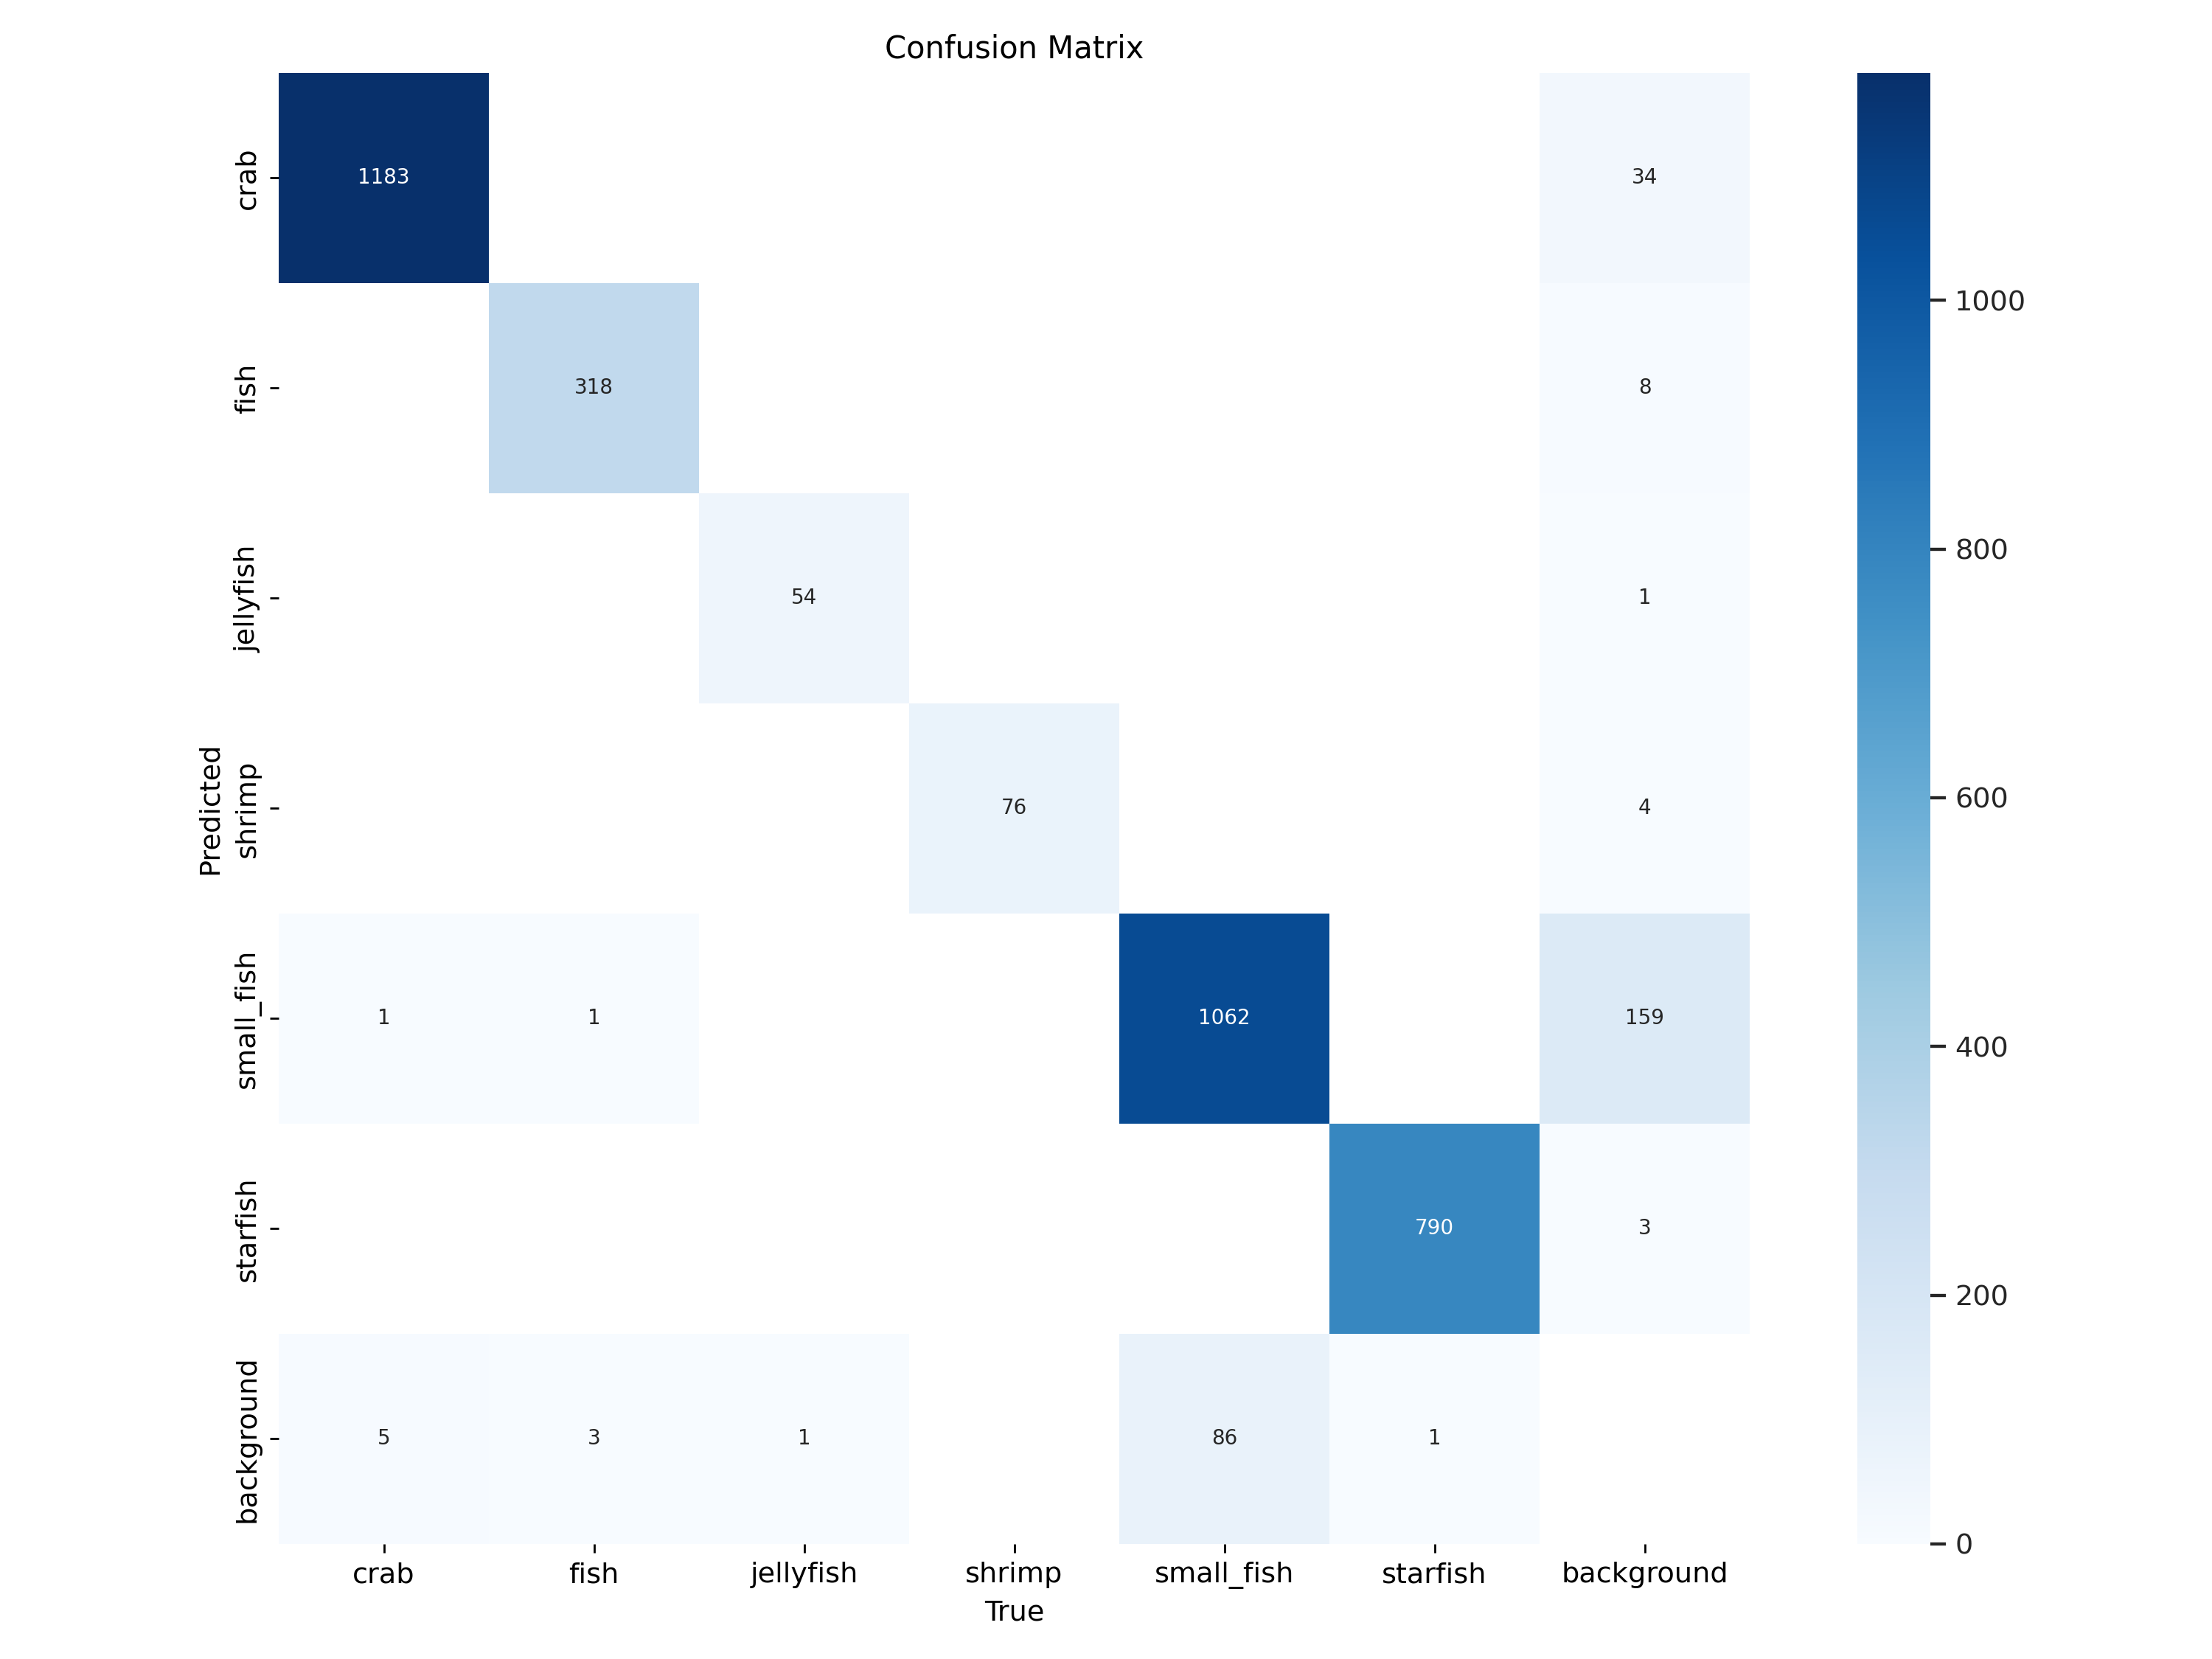 Confusion Matrix
crab
1183
34
1000
fish
318
8
800
jellyfish
54
1
600
Predicted
shrimp
76
4
small_fish
1
1
1062
159
400
starfish
790
3
200
background
5
3
1
86
1
0
crab fish jellyfish shrimp small_fish starfish background
True